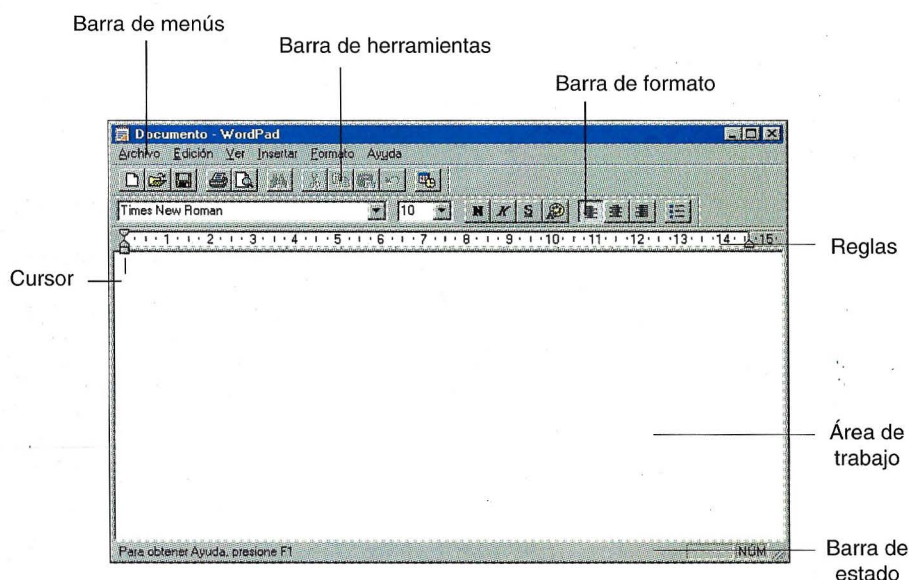 Barra de menús
Barra de herramientas
Barra de formato
Documento - WordPad
Archivo Edición Ver Insertar Formato Ayuda
Times New Roman 10 N K S
1 2 3 4 5 6 7 8 9 10 11 12 13 14 15
Reglas
Cursor
Área de
trabajo
Para obtener Ayuda, presione F1 NÚM
Barra de
estado